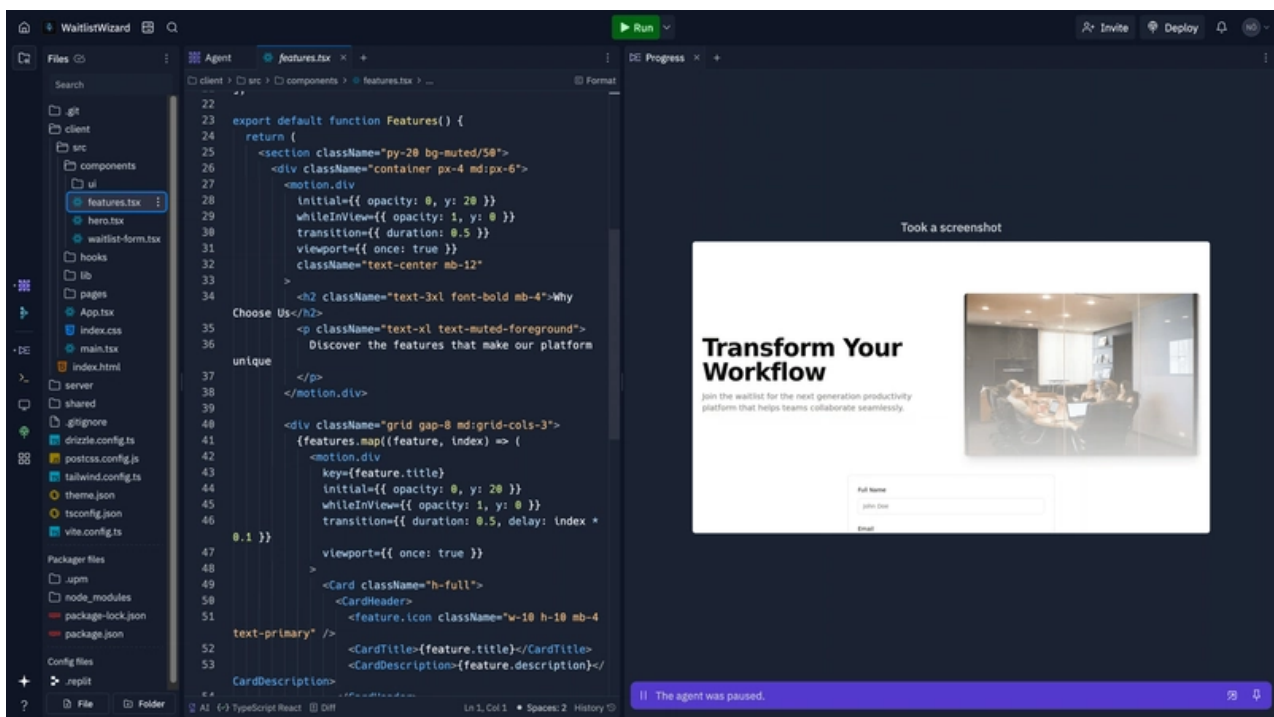 WaitlistWizard
Run
Invite
Deploy
NÖ
Files
Agent
features.tsx
Progress
Search
client > src > components > features.tsx > ...
Format
.git
client
src
components
ui
features.tsx
hero.tsx
waitlist-form.tsx
hooks
lib
pages
App.tsx
index.css
main.tsx
index.html
server
shared
.gitignore
drizzle.config.ts
postcss.config.js
tailwind.config.ts
theme.json
tsconfig.json
vite.config.ts
Packager files
.upm
node_modules
package-lock.json
package.json
Config files
.replit
File
Folder
22
23 export default function Features() {
24 return (
25 <section className="py-20 bg-muted/50">
26 <div className="container px-4 md:px-6">
27 <motion.div
28 initial={{ opacity: 0, y: 20 }}
29 whileInView={{ opacity: 1, y: 0 }}
30 transition={{ duration: 0.5 }}
31 viewport={{ once: true }}
32 className="text-center mb-12"
33 >
34 <h2 className="text-3xl font-bold mb-4">Why
Choose Us</h2>
35 <p className="text-xl text-muted-foreground">
36 Discover the features that make our platform
unique
37 </p>
38 </motion.div>
39
40 <div className="grid gap-8 md:grid-cols-3">
41 {features.map((feature, index) => (
42 <motion.div
43 key={feature.title}
44 initial={{ opacity: 0, y: 20 }}
45 whileInView={{ opacity: 1, y: 0 }}
46 transition={{ duration: 0.5, delay: index *
0.1 }}
47 viewport={{ once: true }}
48 >
49 <Card className="h-full">
50 <CardHeader>
51 <feature.icon className="w-10 h-10 mb-4
text-primary" />
52 <CardTitle>{feature.title}</CardTitle>
53 <CardDescription>{feature.description}</
CardDescription>
AI {-} TypeScript React Diff
Ln 1, Col 1 • Spaces: 2 History
Took a screenshot
Transform Your
Workflow
Join the waitlist for the next generation productivity
platform that helps teams collaborate seamlessly.
Full Name
John Doe
Email
The agent was paused.